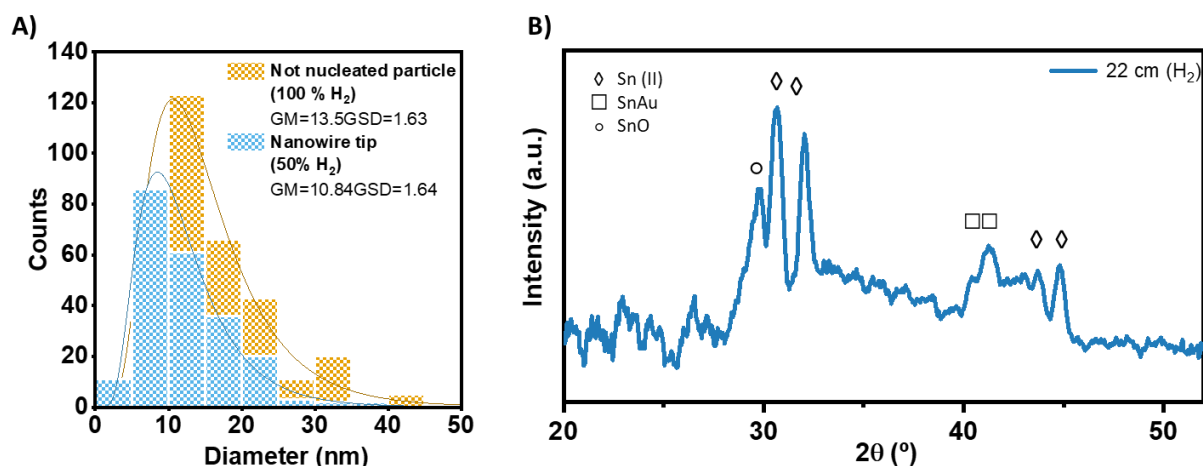 A)
140
120
100
80
60
40
20
0
Counts
0 10 20 30 40 50
Diameter (nm)
Not nucleated particle
(100 % H₂)
GM=13.5GSD=1.63
Nanowire tip
(50% H₂)
GM=10.84GSD=1.64
B)
Intensity (a.u.)
◊ Sn (II)
□ SnAu
○ SnO
22 cm (H₂)
20 30 40 50
2θ (º)